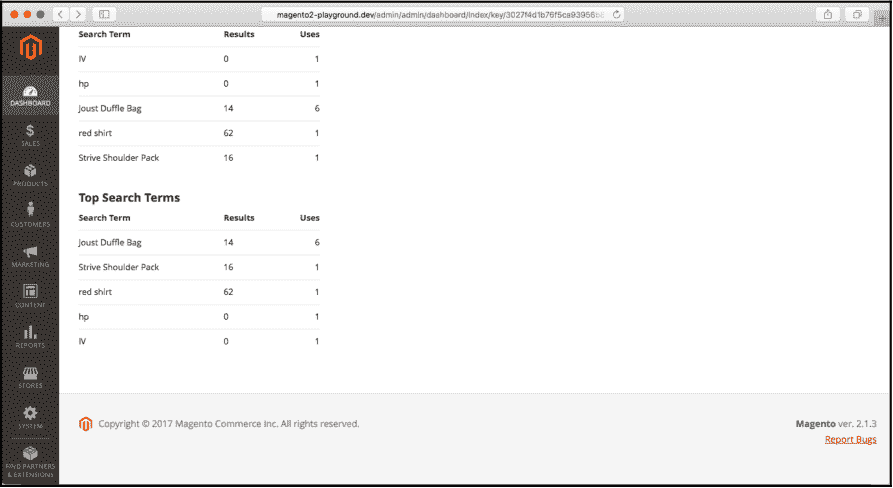 magento2-playground.dev/admin/admin/dashboard/index/key/3027f4d1b76f5ca93956b
Search Term Results Uses
IV 0 1
hp 0 1
Joust Duffle Bag 14 6
red shirt 62 1
Strive Shoulder Pack 16 1
Top Search Terms
Search Term Results Uses
Joust Duffle Bag 14 6
Strive Shoulder Pack 16 1
red shirt 62 1
hp 0 1
IV 0 1
DASHBOARD
SALES
PRODUCTS
CUSTOMERS
MARKETING
CONTENT
REPORTS
STORES
SYSTEM
FIND PARTNERS
& EXTENSIONS
Copyright © 2017 Magento Commerce Inc. All rights reserved.
Magento ver. 2.1.3
Report Bugs